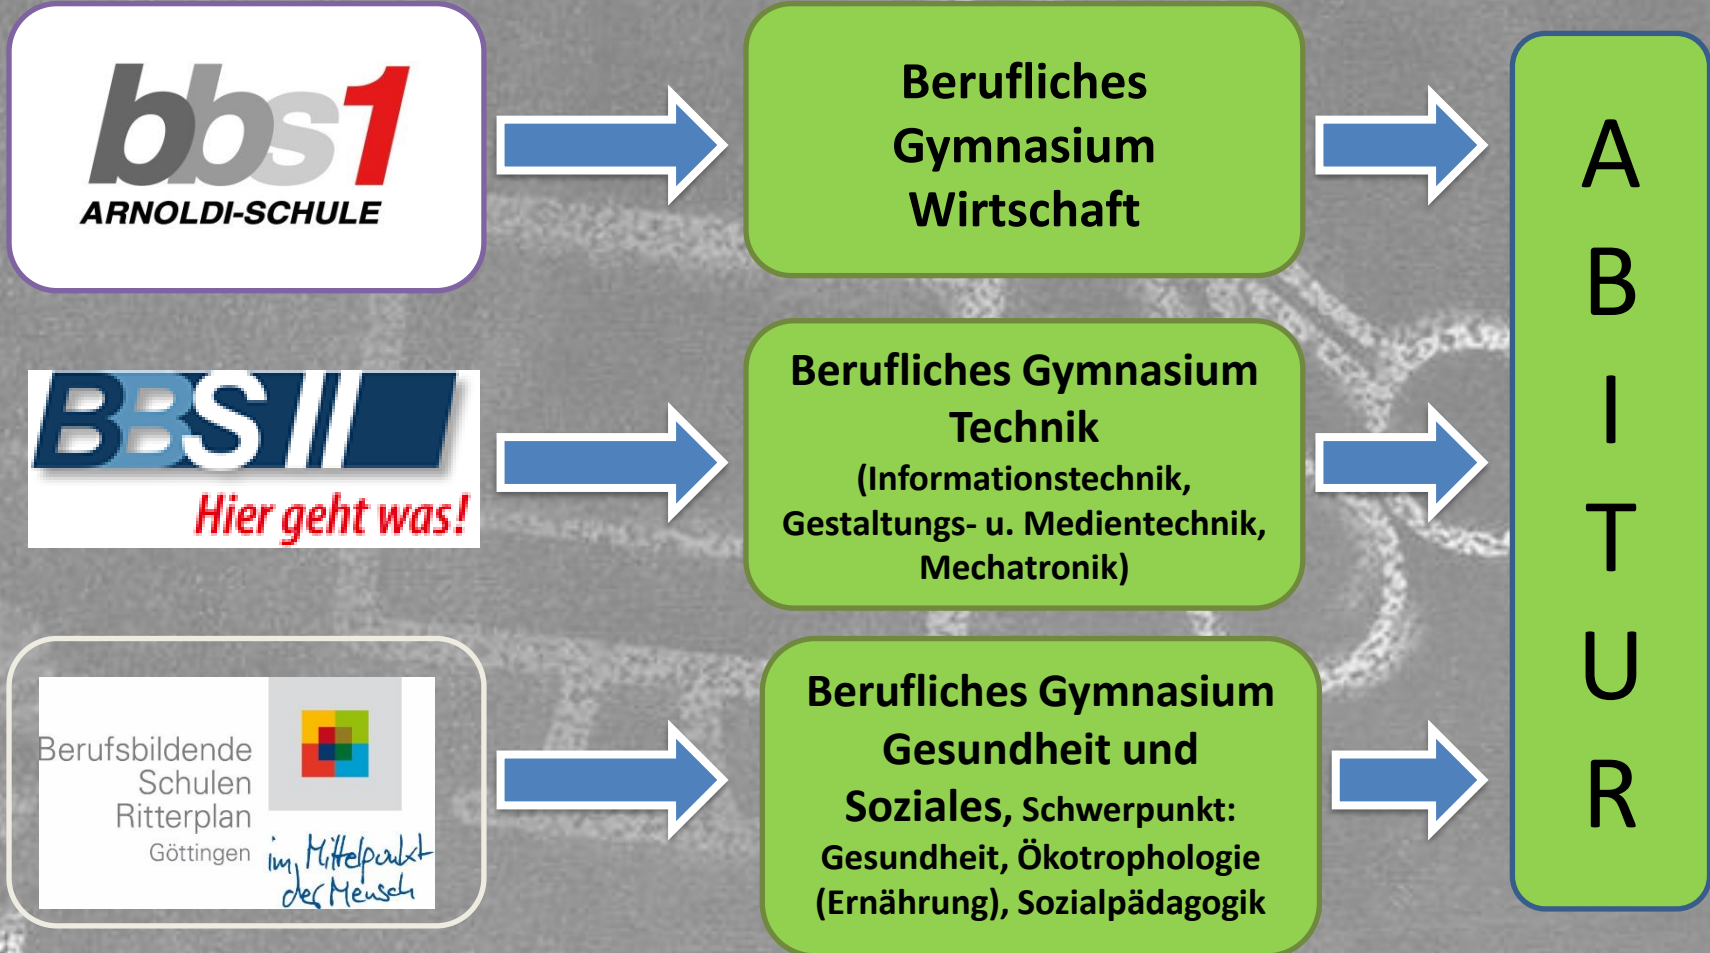 bbs1
ARNOLDI-SCHULE
Berufliches
Gymnasium
Wirtschaft
BBS II
Hier geht was!
Berufliches Gymnasium
Technik
(Informationstechnik,
Gestaltungs- u. Medientechnik,
Mechatronik)
Berufsbildende
Schulen
Ritterplan
Göttingen
im Mittelpunkt
der Mensch
Berufliches Gymnasium
Gesundheit und
Soziales, Schwerpunkt:
Gesundheit, Ökotrophologie
(Ernährung), Sozialpädagogik
A
B
I
T
U
R